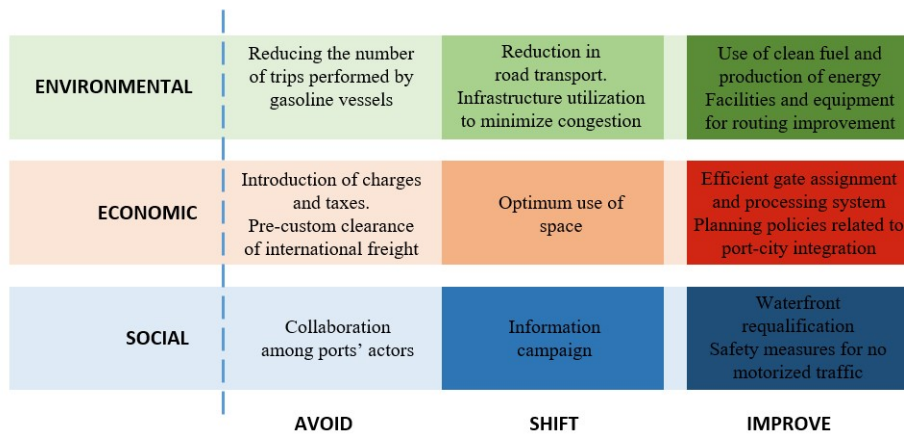 ENVIRONMENTAL
Reducing the number
of trips performed by
gasoline vessels
Reduction in
road transport.
Infrastructure utilization
to minimize congestion
Use of clean fuel and
production of energy
Facilities and equipment
for routing improvement
ECONOMIC
Introduction of charges
and taxes.
Pre-custom clearance
of international freight
Optimum use of
space
Efficient gate assignment
and processing system
Planning policies related to
port-city integration
SOCIAL
Collaboration
among ports' actors
Information
campaign
Waterfront
requalification
Safety measures for no
motorized traffic
AVOID
SHIFT
IMPROVE